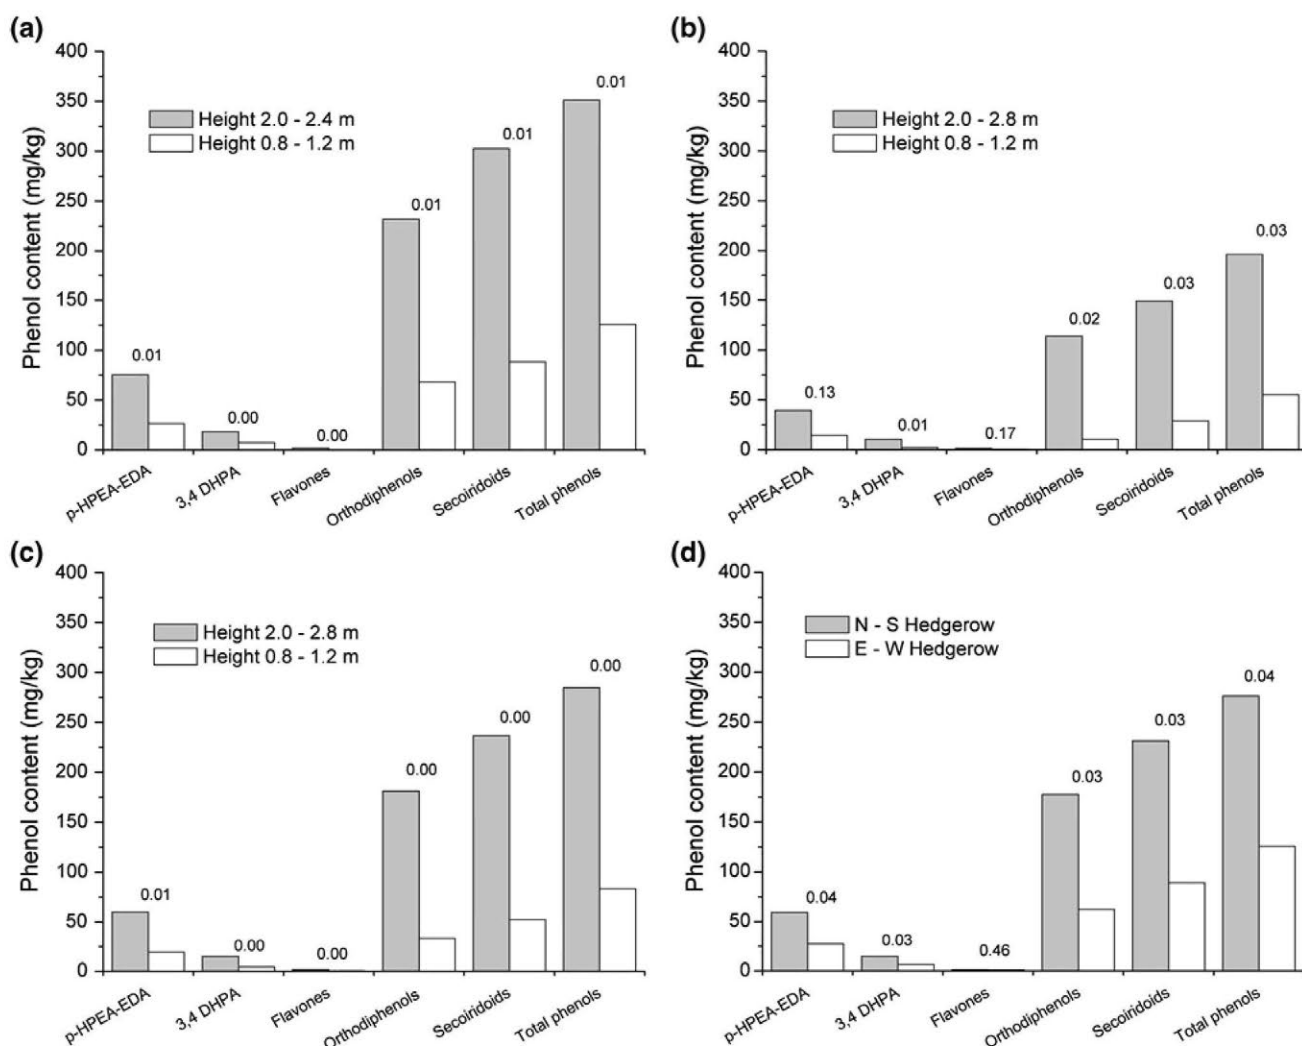 (a)
Phenol content (mg/kg)
400
350
300
250
200
150
100
50
0
Height 2.0 - 2.4 m
Height 0.8 - 1.2 m
0.01
0.00
0.00
0.01
0.01
0.01
p-HPEA-EDA
3,4 DHPA
Flavones
Orthodiphenols
Secoiridoids
Total phenols
(b)
Phenol content (mg/kg)
400
350
300
250
200
150
100
50
0
Height 2.0 - 2.8 m
Height 0.8 - 1.2 m
0.13
0.01
0.17
0.02
0.03
0.03
p-HPEA-EDA
3,4 DHPA
Flavones
Orthodiphenols
Secoiridoids
Total phenols
(c)
Phenol content (mg/kg)
400
350
300
250
200
150
100
50
0
Height 2.0 - 2.8 m
Height 0.8 - 1.2 m
0.01
0.00
0.00
0.00
0.00
0.00
p-HPEA-EDA
3,4 DHPA
Flavones
Orthodiphenols
Secoiridoids
Total phenols
(d)
Phenol content (mg/kg)
400
350
300
250
200
150
100
50
0
N - S Hedgerow
E - W Hedgerow
0.04
0.03
0.46
0.03
0.03
0.04
p-HPEA-EDA
3,4 DHPA
Flavones
Orthodiphenols
Secoiridoids
Total phenols